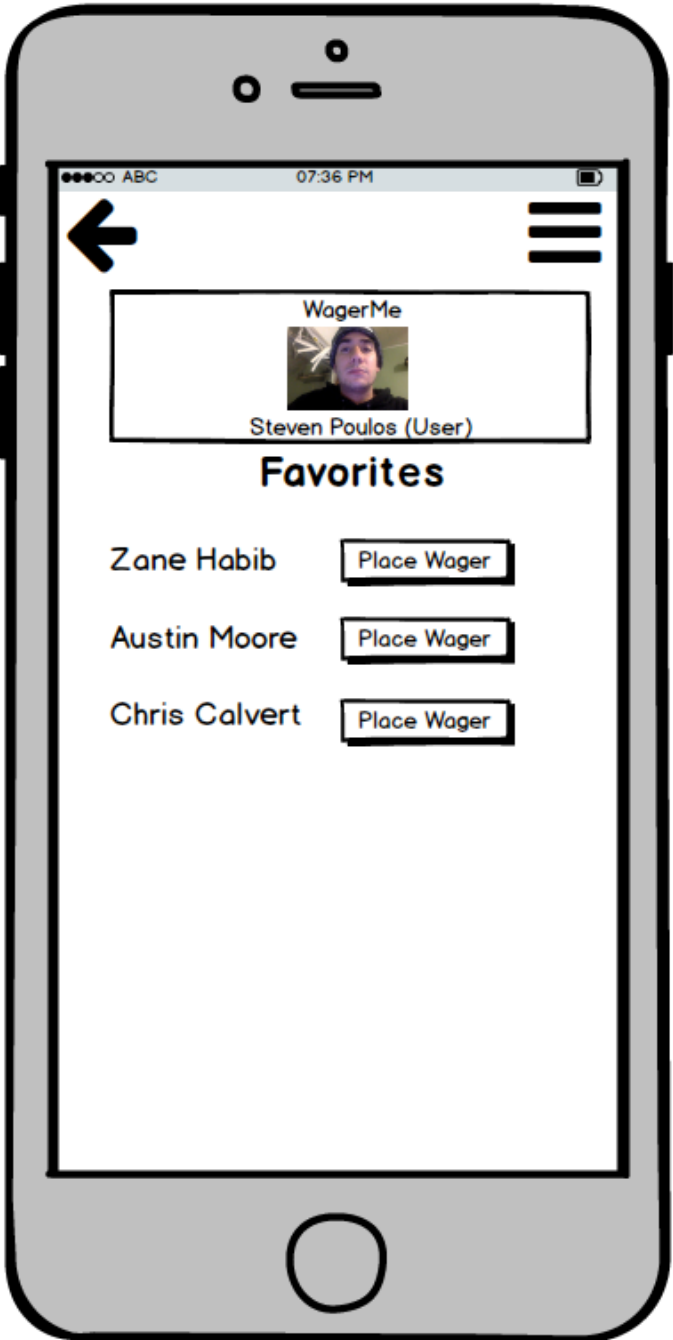 ABC 07:36 PM
WagerMe
Steven Poulos (User)
Favorites
Zane Habib Place Wager
Austin Moore Place Wager
Chris Calvert Place Wager